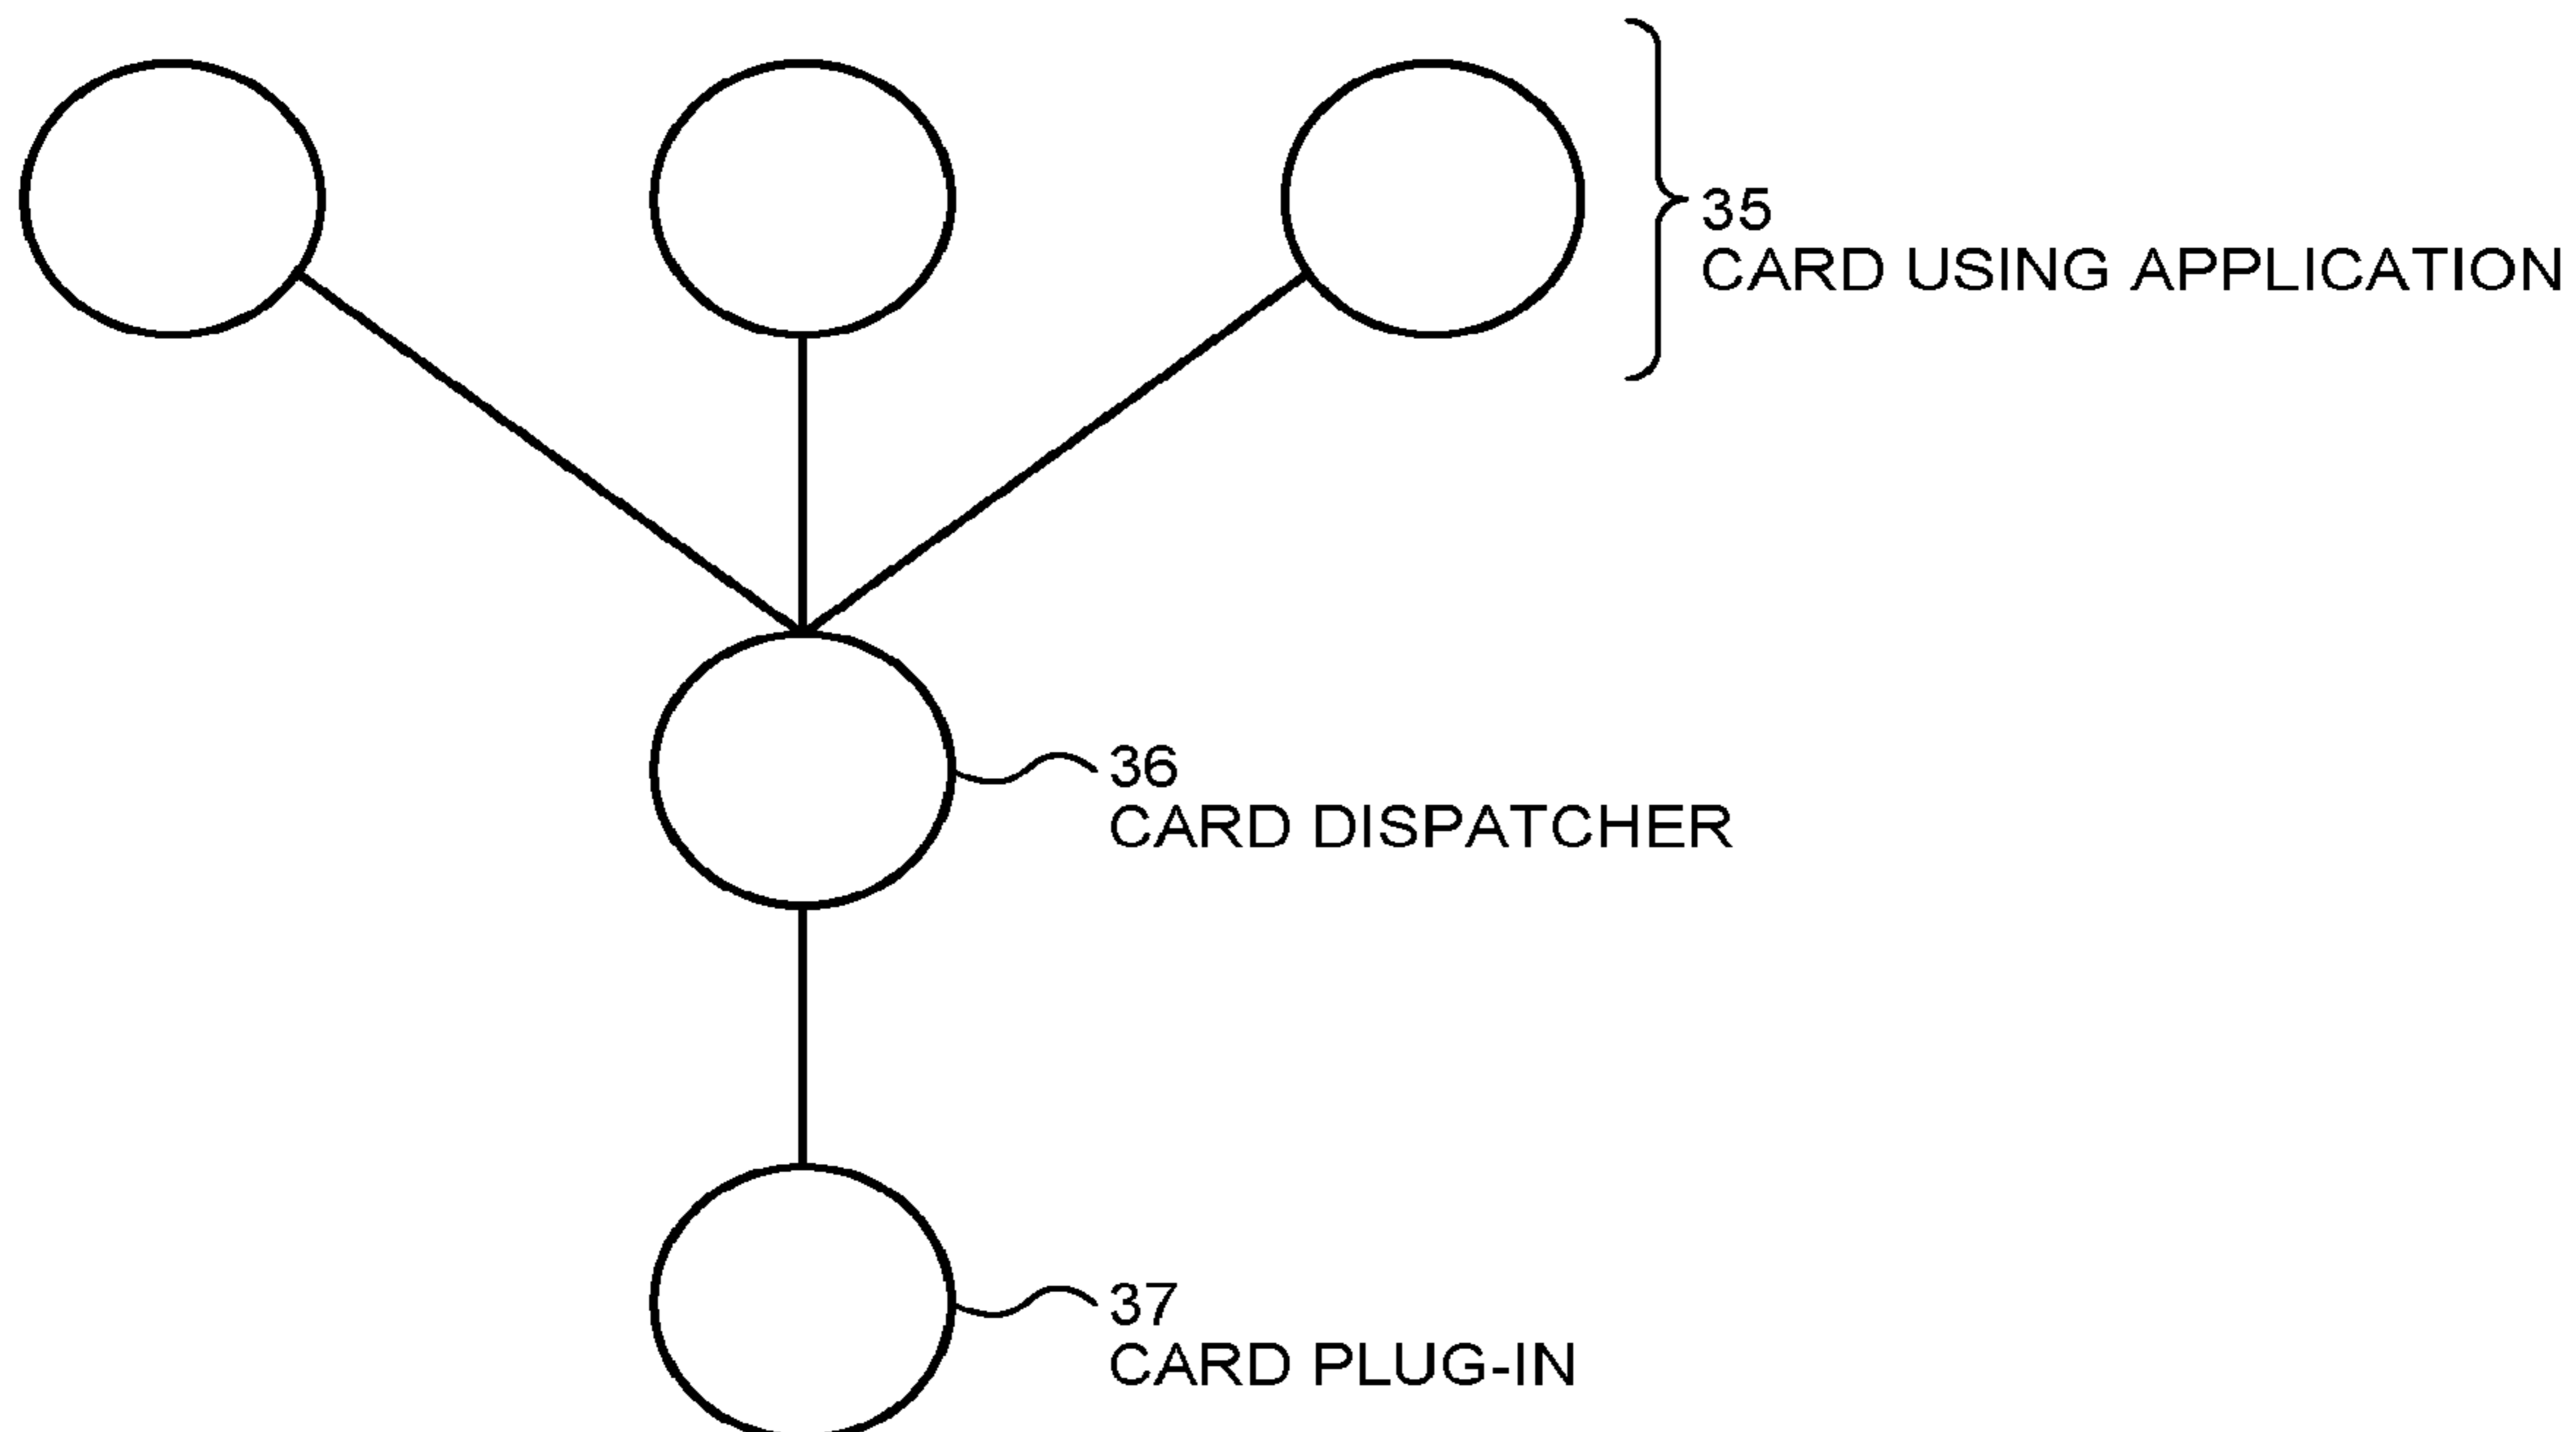 35
CARD USING APPLICATION
36
CARD DISPATCHER
37
CARD PLUG-IN